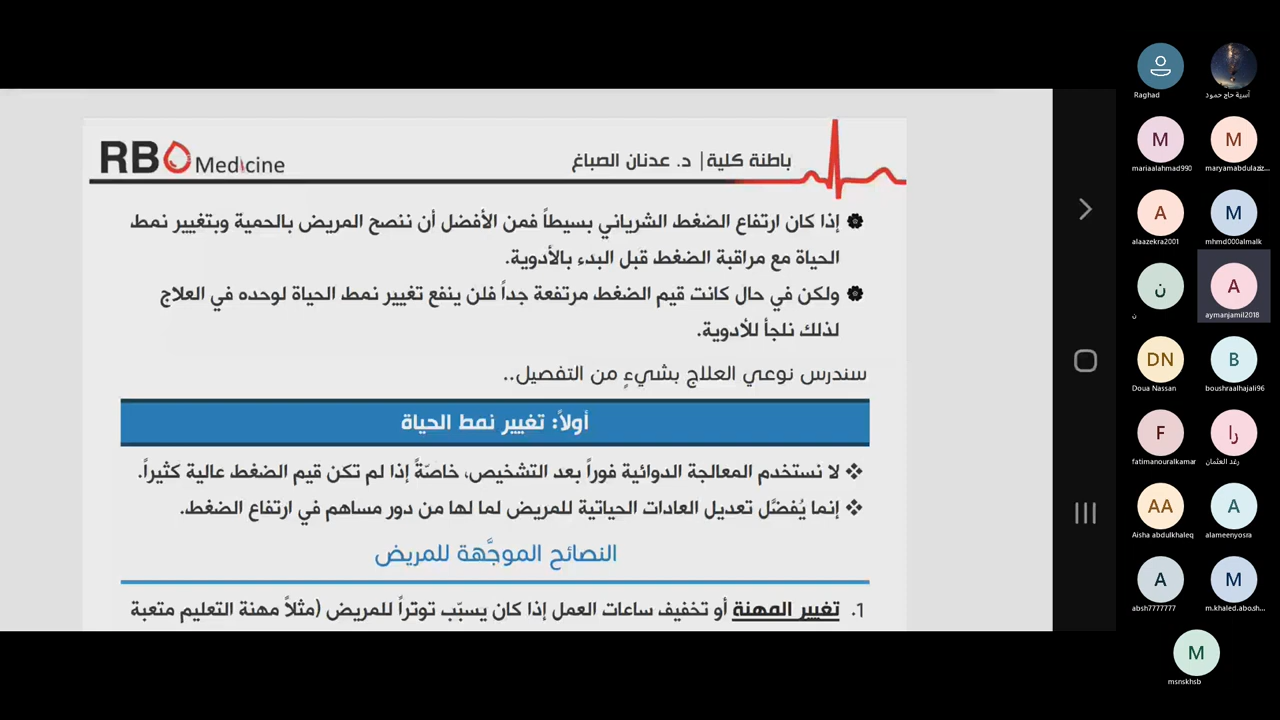 RBO Medicine
باطنة كلية| د. عدنان الصباغ
إذا كان ارتفاع الضغط الشرياني بسيطاً فمن الأفضل أن ننصح المريض بالحمية وبتغيير نمط
الحياة مع مراقبة الضغط قبل البدء بالأدوية.
ولكن في حال كانت قيم الضغط مرتفعة جداً فلن ينفع تغيير نمط الحياة لوحده في العلاج
لذلك نلجأ للأدوية.
سندرس نوعي العلاج بشيءٍ من التفصيل..
أولاً: تغيير نمط الحياة
لا نستخدم المعالجة الدوائية فوراً بعد التشخيص، خاصّةً إذا لم تكن قيم الضغط عالية كثيراً.
إنما يُفضَّل تعديل العادات الحياتية للمريض لما لها من دور مساهم في ارتفاع الضغط.
النصائح الموجَّهة للمريض
1. تغيير المهنة أو تخفيف ساعات العمل إذا كان يسبّب توتراً للمريض (مثلاً مهنة التعليم متعبة
Raghad
آسية حاج حمود
M
mariaalahmad990
M
maryamabdulaziz...
A
alaazekra2001
M
mhmd000almalk
ن
ن
A
aymanjamil2018
DN
Doua Nassan
B
boushraalhajali96
F
fatimanouralkamar
را
رغد العثمان
AA
Aisha abdulkhaleq
A
alameenyosra
A
absh7777777
M
m.khaled.abo.sh...
M
msnskhsb